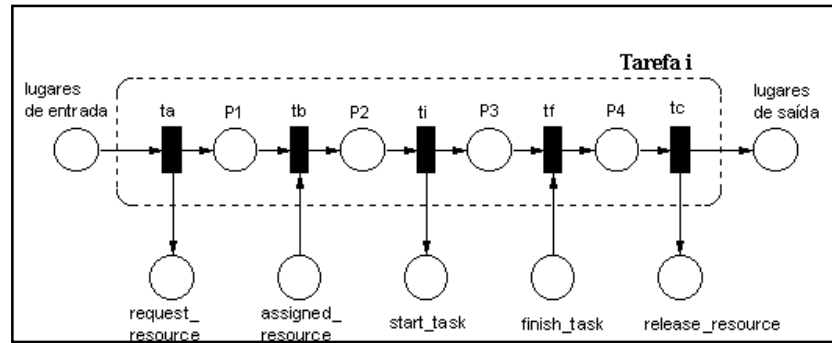 Tarefa i
lugares
de entrada
ta
P1
tb
P2
ti
P3
tf
P4
tc
lugares
de saída
request_
resource
assigned_
resource
start_task
finish_task
release_resource